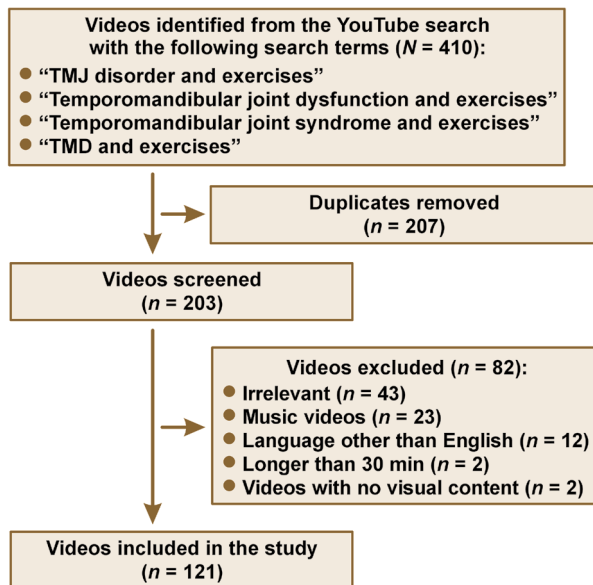 Videos identified from the YouTube search
with the following search terms (N = 410):
● “TMJ disorder and exercises”
● “Temporomandibular joint dysfunction and exercises”
● “Temporomandibular joint syndrome and exercises”
● “TMD and exercises”
Duplicates removed
(n = 207)
Videos screened
(n = 203)
Videos excluded (n = 82):
● Irrelevant (n = 43)
● Music videos (n = 23)
● Language other than English (n = 12)
● Longer than 30 min (n = 2)
● Videos with no visual content (n = 2)
Videos included in the study
(n = 121)